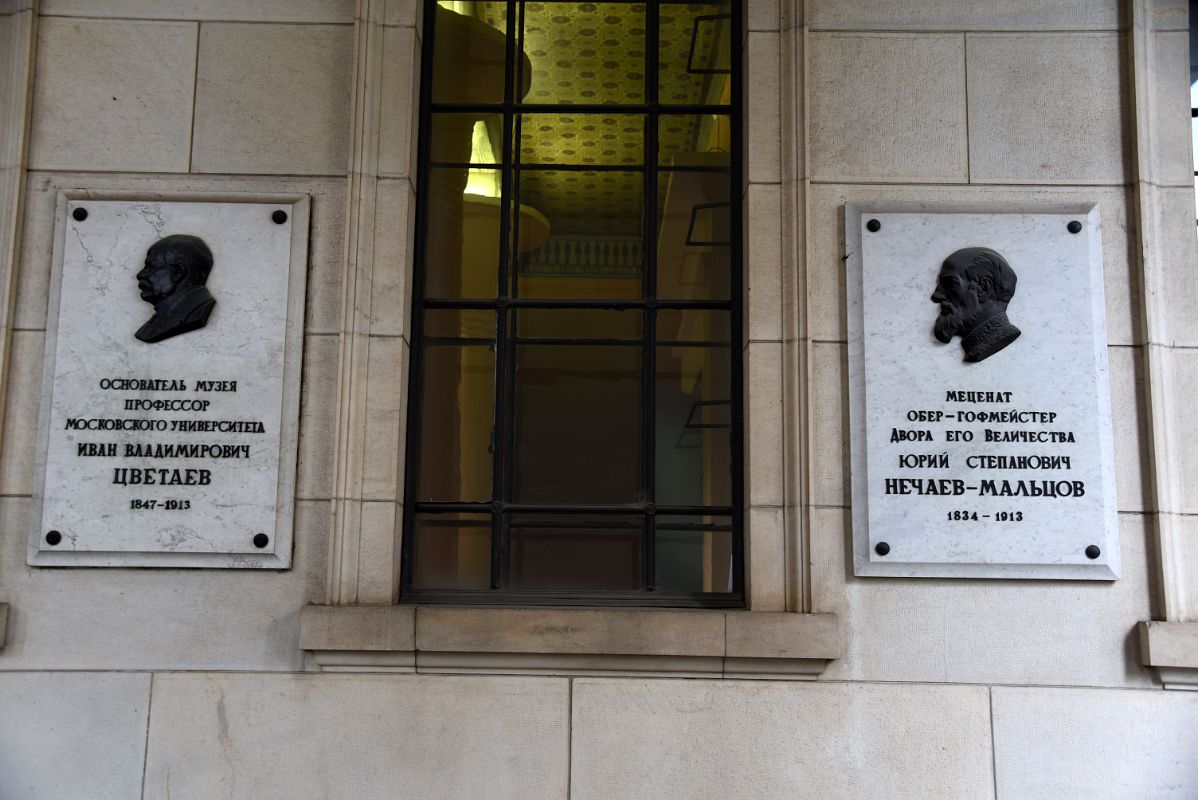 ОСНОВАТЕЛЬ МУЗЕЯ
ПРОФЕССОР
МОСКОВСКОГО УНИВЕРСИТЕТА
ИВАН ВЛАДИМИРОВИЧ
ЦВЕТАЕВ
1847-1913
МЕЦЕНАТ
ОБЕР-ГОФМЕЙСТЕР
ДВОРА ЕГО ВЕЛИЧЕСТВА
ЮРИЙ СТЕПАНОВИЧ
НЕЧАЕВ-МАЛЬЦОВ
1834-1913